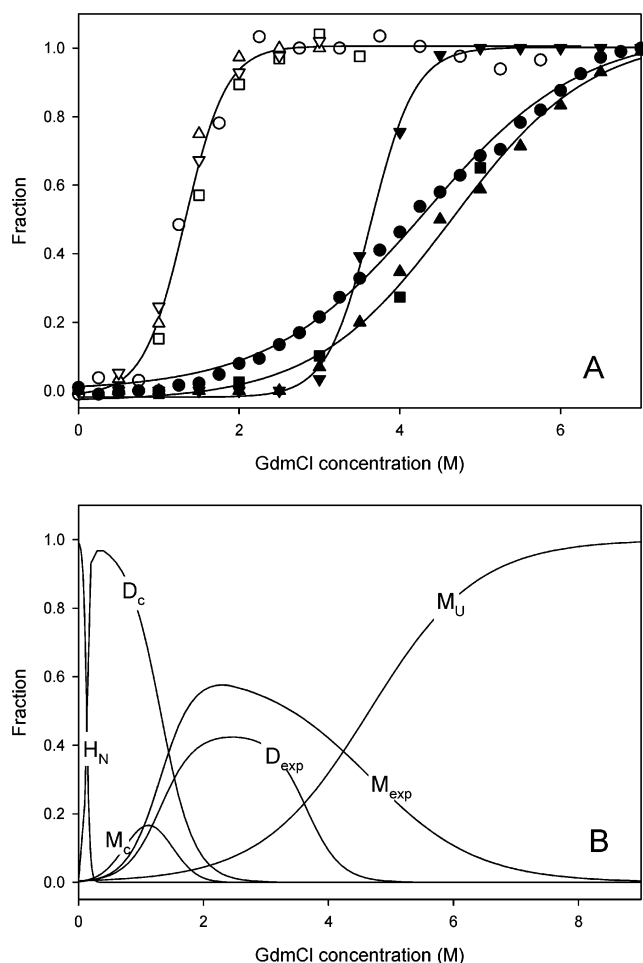 1.0
0.8
0.6
0.4
0.2
0.0
Fraction
A
0 2 4 6
GdmCl concentration (M)
1.0
0.8
0.6
0.4
0.2
0.0
Fraction
D_c
M_U
H_N
D_exp
M_exp
M_c
B
0 2 4 6 8
GdmCl concentration (M)